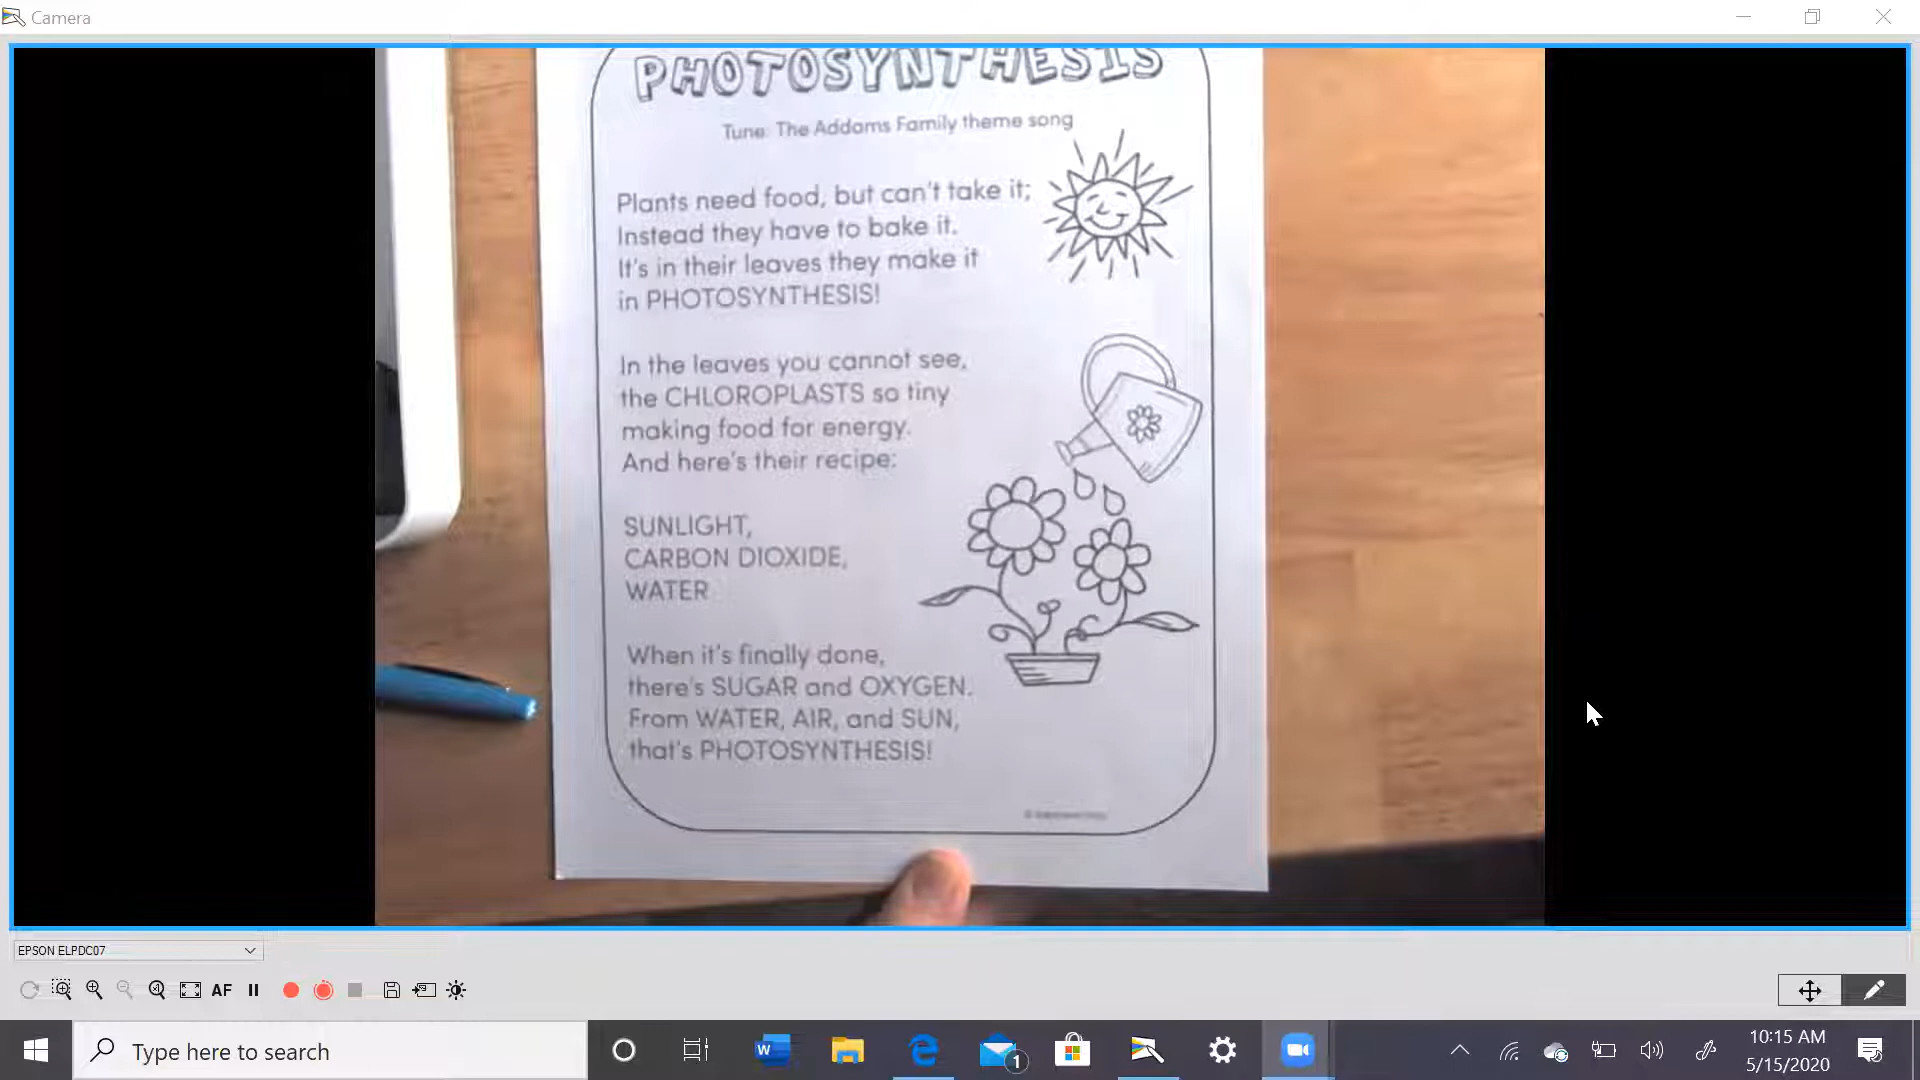 Camera
PHOTOSYNTHESIS
Tune: The Addams Family theme song
Plants need food, but can't take it;
Instead they have to bake it.
It's in their leaves they make it
in PHOTOSYNTHESIS!
In the leaves you cannot see,
the CHLOROPLASTS so tiny
making food for energy.
And here's their recipe:
SUNLIGHT,
CARBON DIOXIDE,
WATER
When it's finally done,
there's SUGAR and OXYGEN.
From WATER, AIR, and SUN,
that's PHOTOSYNTHESIS!
EPSON ELPDC07
AF
Type here to search
W
1
10:15 AM
5/15/2020